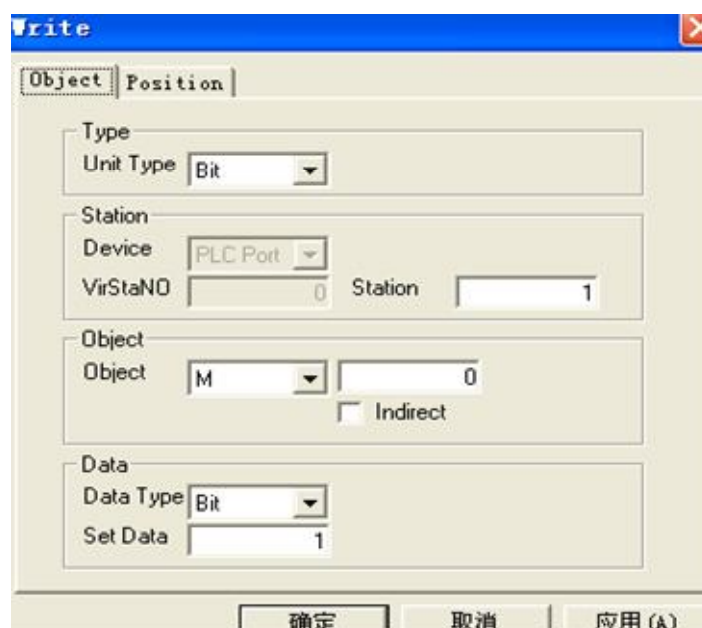 Write
Object Position
Type
Unit Type Bit
Station
Device PLC Port
VirStaNO 0 Station 1
Object
Object M 0
Indirect
Data
Data Type Bit
Set Data 1
确定 取消 应用(A)